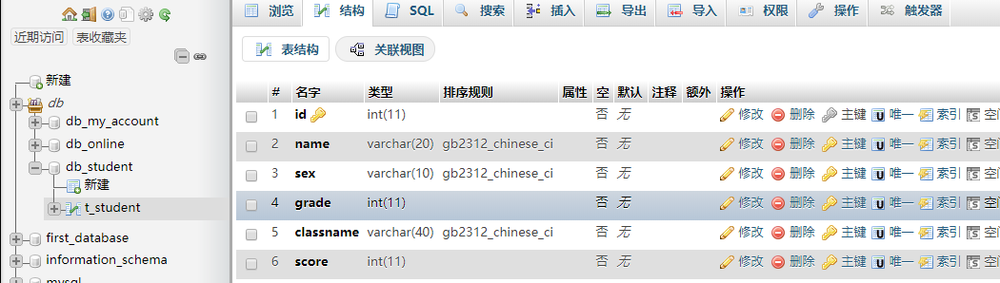 近期访问 表收藏夹
新建
db
db_my_account
db_online
db_student
新建
t_student
first_database
information_schema
mysql
浏览 结构 SQL 搜索 插入 导出 导入 权限 操作 触发器
表结构 关联视图
# 名字 类型 排序规则 属性 空 默认 注释 额外 操作
1 id int(11) 否 无 修改 删除 主键 唯一 索引 空间
2 name varchar(20) gb2312_chinese_ci 否 无 修改 删除 主键 唯一 索引 空间
3 sex varchar(10) gb2312_chinese_ci 否 无 修改 删除 主键 唯一 索引 空间
4 grade int(11) 否 无 修改 删除 主键 唯一 索引 空间
5 classname varchar(40) gb2312_chinese_ci 否 无 修改 删除 主键 唯一 索引 空间
6 score int(11) 否 无 修改 删除 主键 唯一 索引 空间